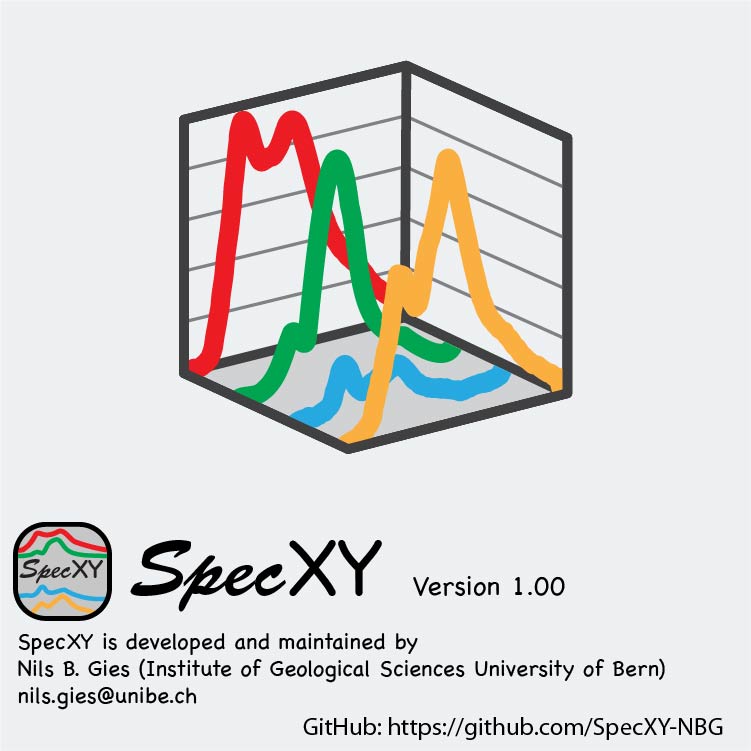 SpecXY
SpecXY Version 1.00
SpecXY is developed and maintained by
Nils B. Gies (Institute of Geological Sciences University of Bern)
nils.gies@unibe.ch
GitHub: https://github.com/SpecXY-NBG